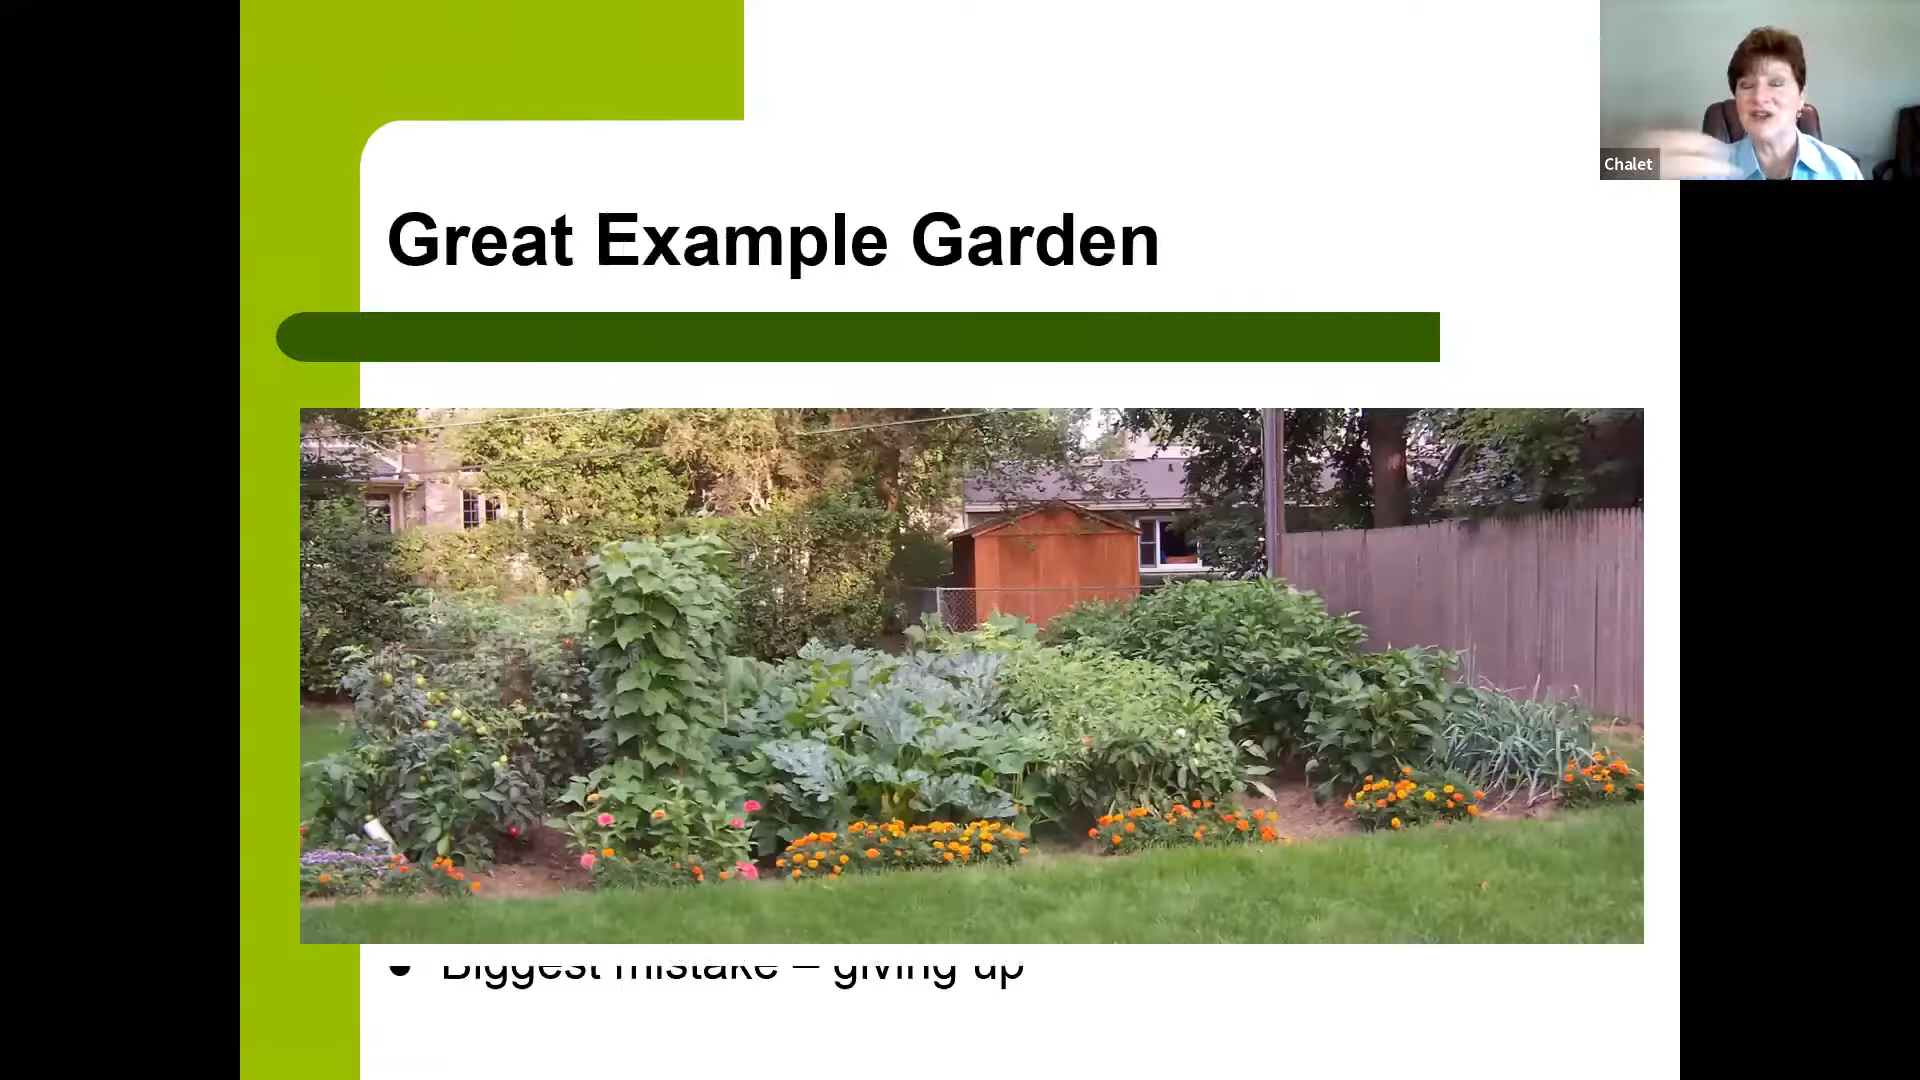 Chalet
Great Example Garden
● Biggest mistake – giving up